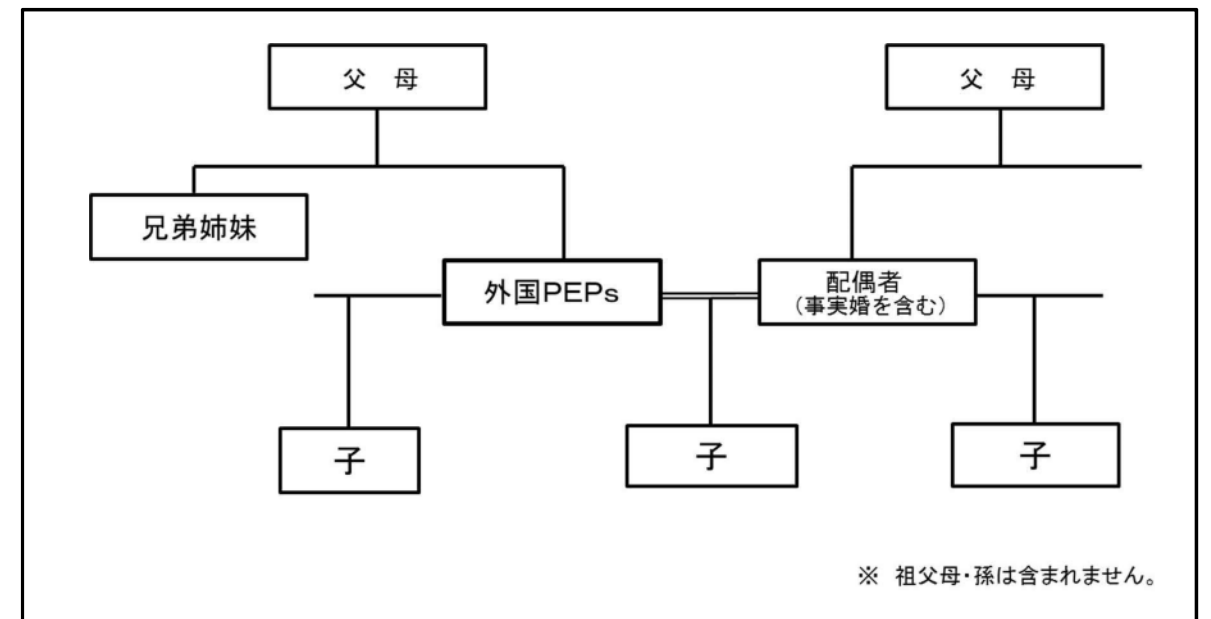 父　母
父　母
兄弟姉妹
外国PEPs
配偶者
（事実婚を含む）
子
子
子
※　祖父母・孫は含まれません。